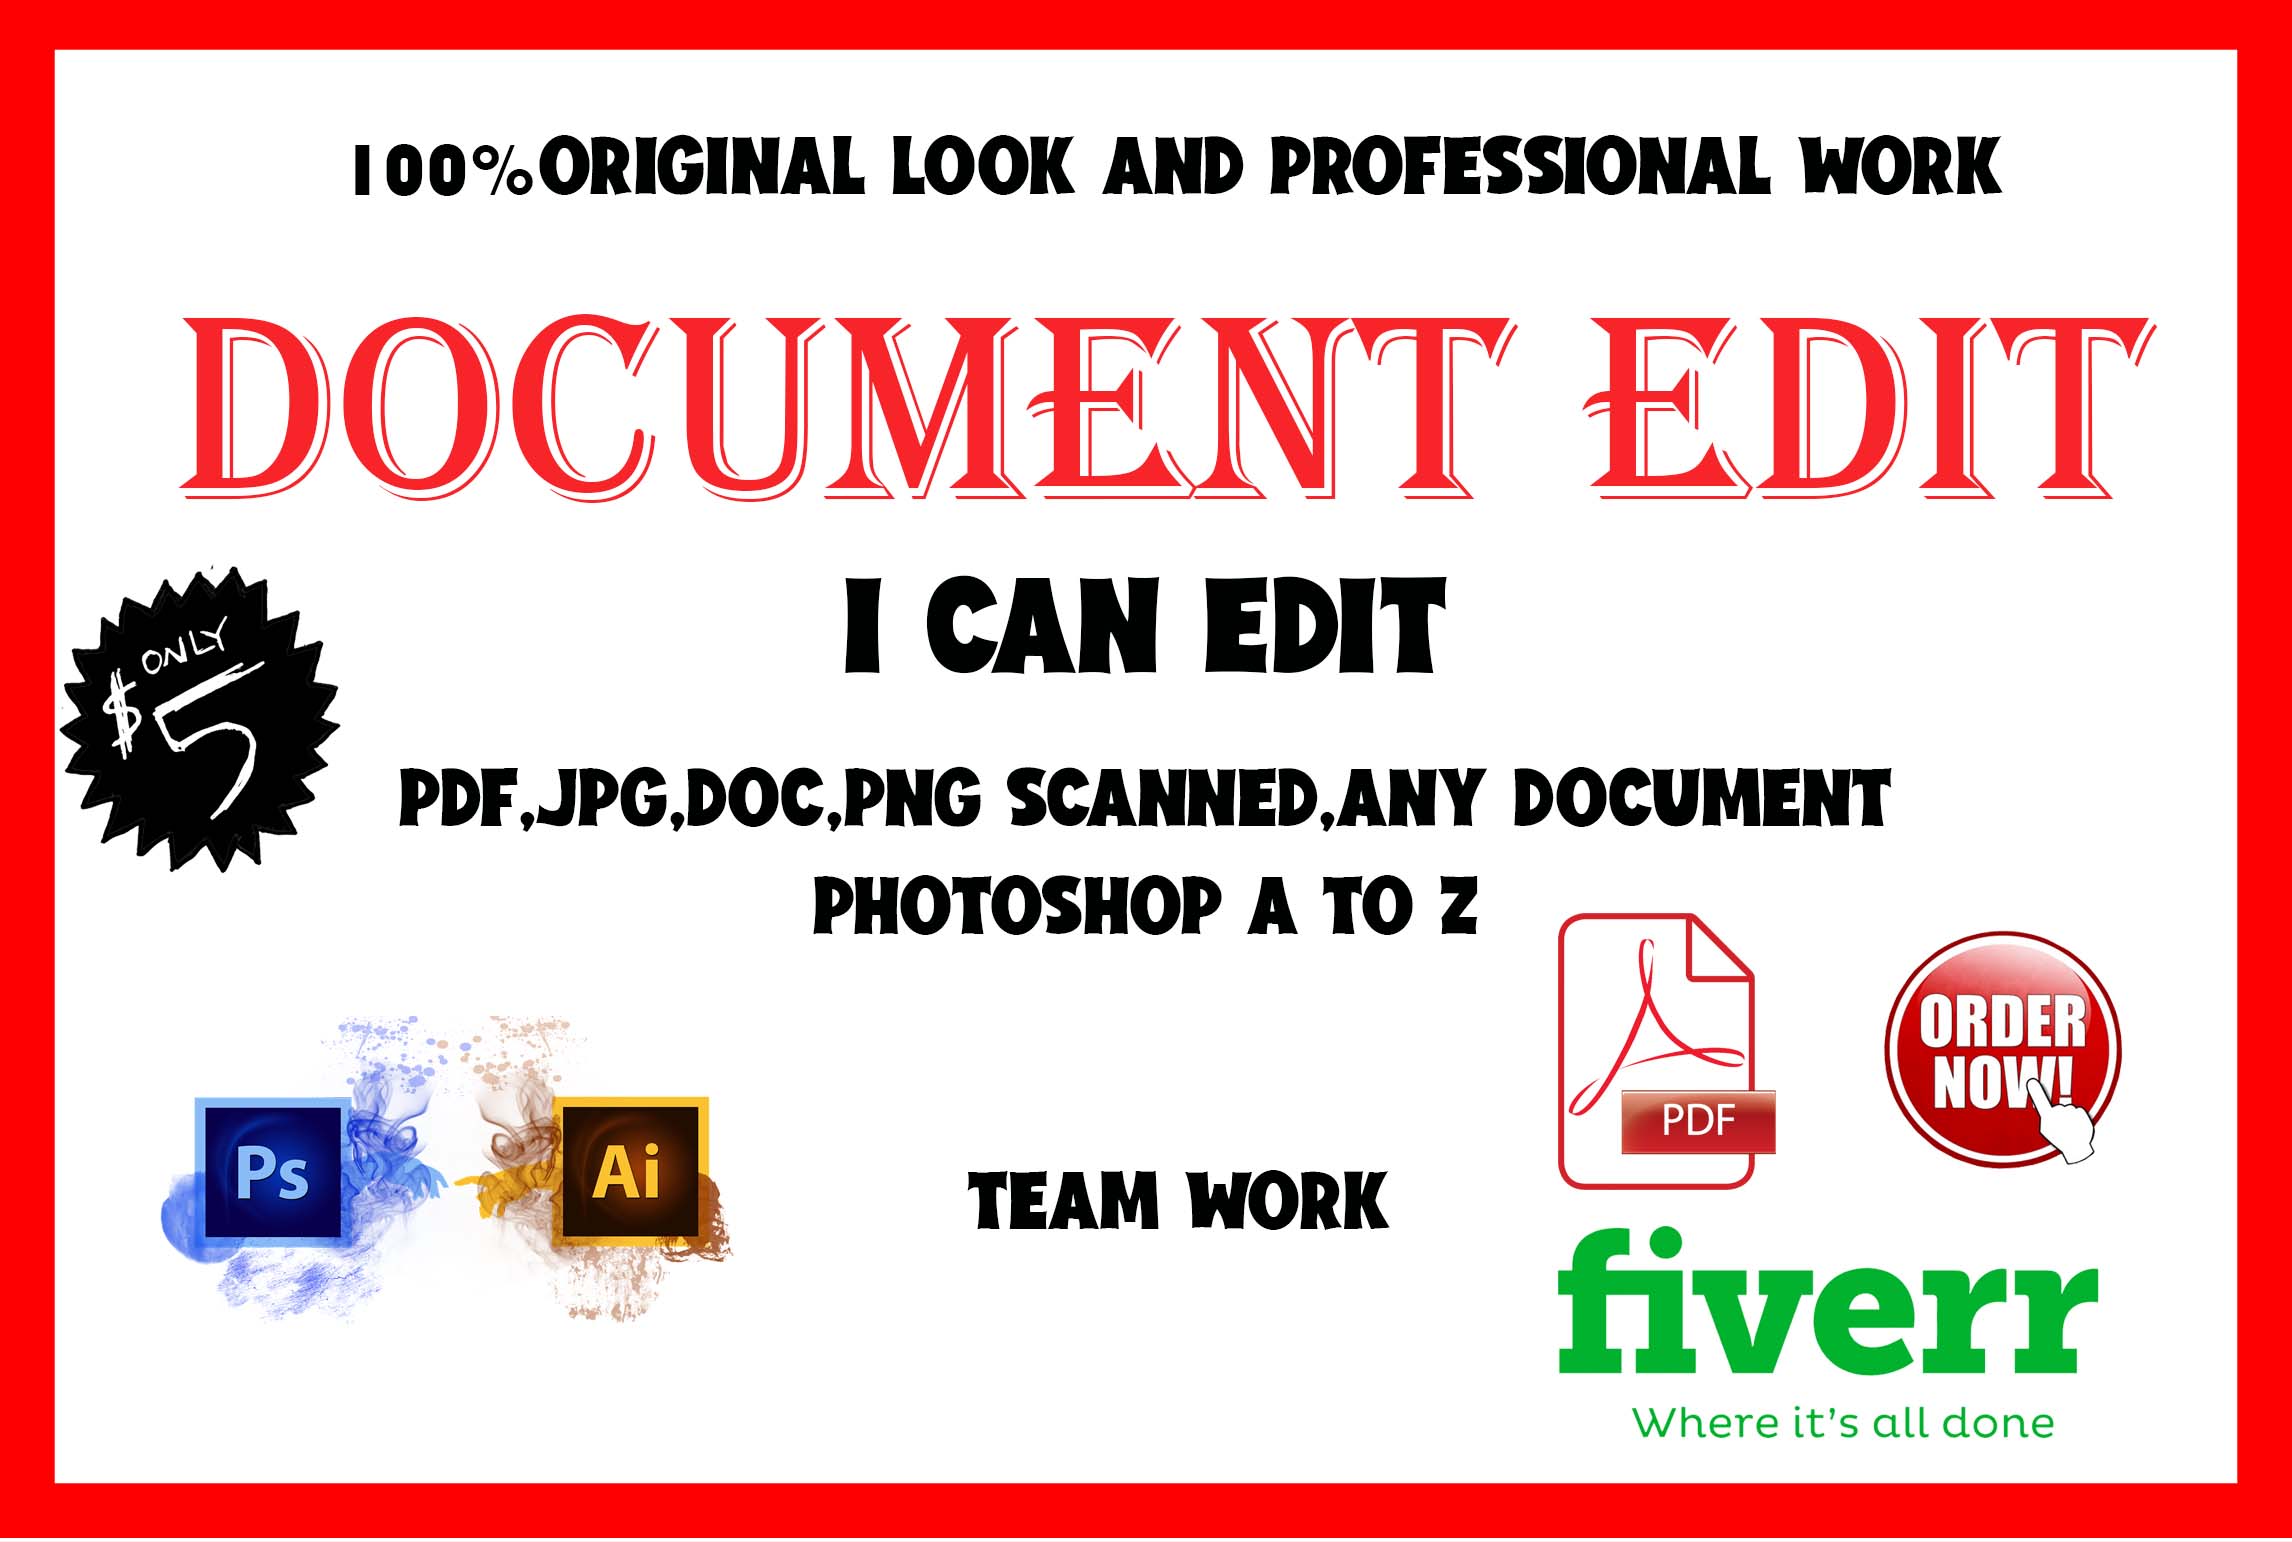 100%ORIGINAL LOOK AND PROFESSIONAL WORK
DOCUMENT EDIT
I CAN EDIT
ONLY
$5
PDF,JPG,DOC,PNG SCANNED,ANY DOCUMENT
PHOTOSHOP A TO Z
Ps
Ai
TEAM WORK
PDF
ORDER
NOW!
fiverr
Where it's all done